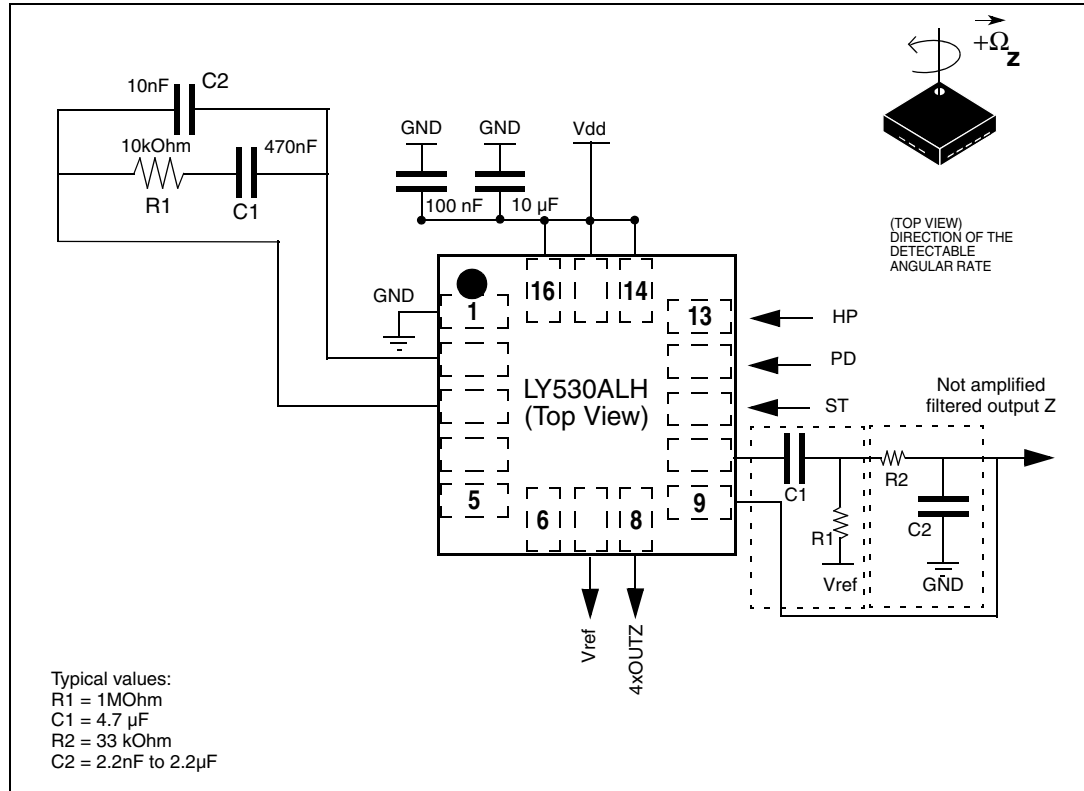 +Ωz
10nF
C2
10kOhm
470nF
R1
C1
GND
GND
Vdd
100 nF
10 µF
(TOP VIEW)
DIRECTION OF THE
DETECTABLE
ANGULAR RATE
GND
1
16
14
13
HP
PD
LY530ALH
(Top View)
ST
Not amplified
filtered output Z
5
6
8
9
C1
R2
R1
C2
Vref
GND
Vref
4xOUTZ
Typical values:
R1 = 1MOhm
C1 = 4.7 µF
R2 = 33 kOhm
C2 = 2.2nF to 2.2µF